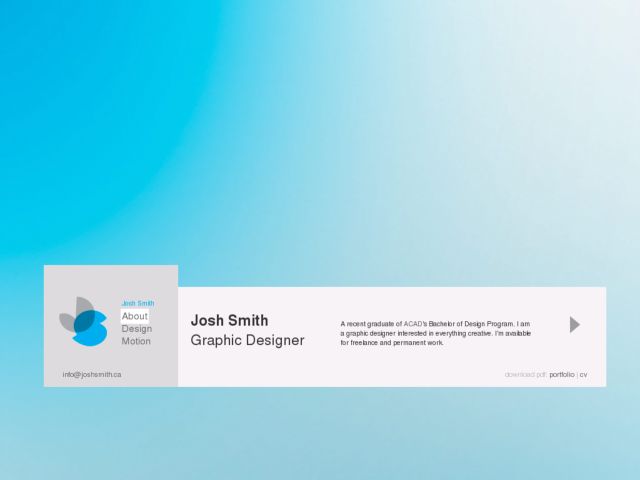 Josh Smith
About
Design
Motion
info@joshsmith.ca
Josh Smith
Graphic Designer
A recent graduate of ACAD's Bachelor of Design Program. I am
a graphic designer interested in everything creative. I'm available
for freelance and permanent work.
download pdf: portfolio | cv